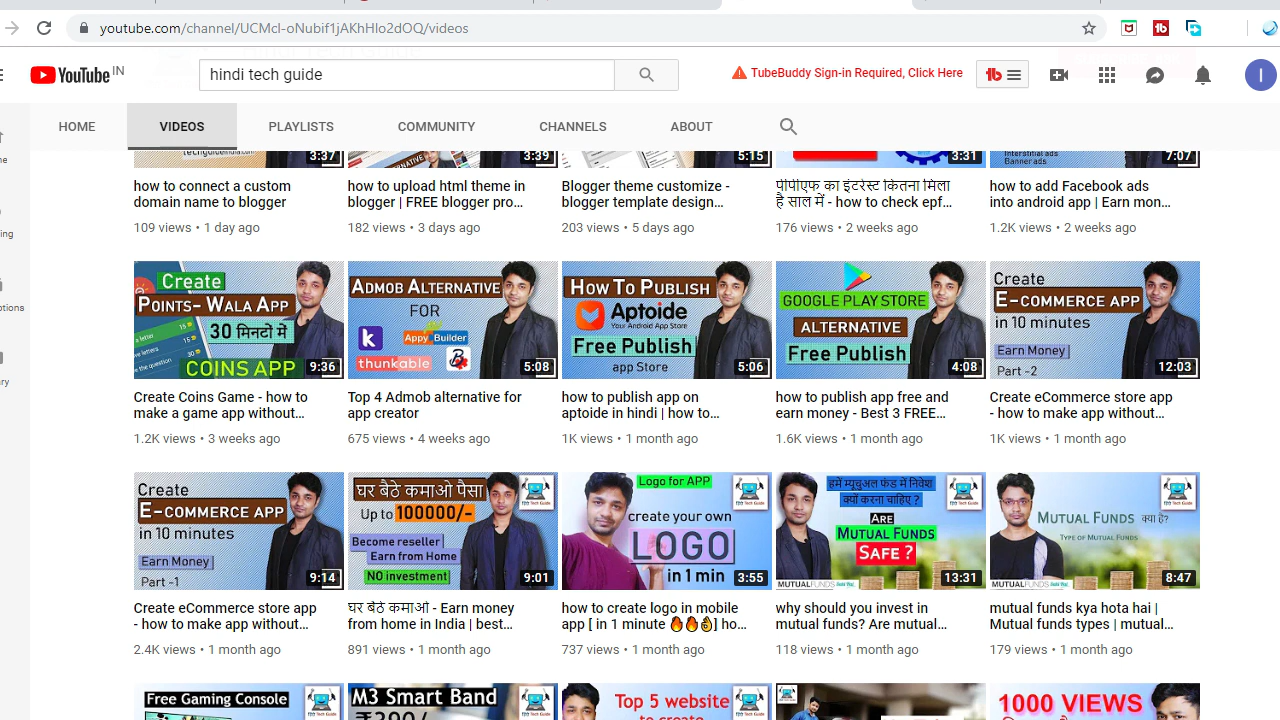 youtube.com/channel/UCMcI-oNubif1jAKhHIo2dOQ/videos
YouTube IN
hindi tech guide
TubeBuddy Sign-in Required, Click Here
I
HOME VIDEOS PLAYLISTS COMMUNITY CHANNELS ABOUT
3:37 3:39 5:15 3:31 Interstitial ads
Banner ads 7:07
how to connect a custom
domain name to blogger
109 views • 1 day ago
how to upload html theme in
blogger | FREE blogger pro...
182 views • 3 days ago
Blogger theme customize -
blogger template design...
203 views • 5 days ago
पीपीएफ का इंटरेस्ट कितना मिला
है साल में - how to check epf...
176 views • 2 weeks ago
how to add Facebook ads
into android app | Earn mon...
1.2K views • 2 weeks ago
Create
POINTS- WALA APP
30 मिनटो में
COINS APP
9:36
Create Coins Game - how to
make a game app without...
1.2K views • 3 weeks ago
ADMOB ALTERNATIVE
FOR
Appy Builder
thunkable
5:08
Top 4 Admob alternative for
app creator
675 views • 4 weeks ago
HOW TO PUBLISH
Aptoide
Your Android App Store
Free Publish
app Store
5:06
how to publish app on
aptoide in hindi | how to...
1K views • 1 month ago
GOOGLE PLAY STORE
ALTERNATIVE
Free Publish
4:08
how to publish app free and
earn money - Best 3 FREE...
1.6K views • 1 month ago
Create
E-COMMERCE APP
in 10 minutes
Earn Money
Part -2
12:03
Create eCommerce store app
- how to make app without...
1K views • 1 month ago
Create
E-COMMERCE APP
in 10 minutes
Earn Money
Part -1
9:14
Create eCommerce store app
- how to make app without...
2.4K views • 1 month ago
घर बैठे कमाओ पैसा
Up to 100000/-
Become reseller
Earn from Home
NO investment
9:01
घर बैठे कमाओ - Earn money
from home in India | best...
891 views • 1 month ago
Logo for APP
create your own
LOGO
in 1 min
3:55
how to create logo in mobile
app [ in 1 minute 🔥🔥👌] ho...
737 views • 1 month ago
हमें म्यूचुअल फंड में निवेश
क्यों करना चाहिए ?
ARE
MUTUAL FUNDS
SAFE ?
MUTUALFUNDS
13:31
why should you invest in
mutual funds? Are mutual...
118 views • 1 month ago
MUTUAL FUNDS क्या है?
TYPE OF MUTUAL FUNDS
MUTUALFUNDS
8:47
mutual funds kya hota hai |
Mutual funds types | mutual...
179 views • 1 month ago
Free Gaming Console
M3 Smart Band
Top 5 website
1000 VIEWS